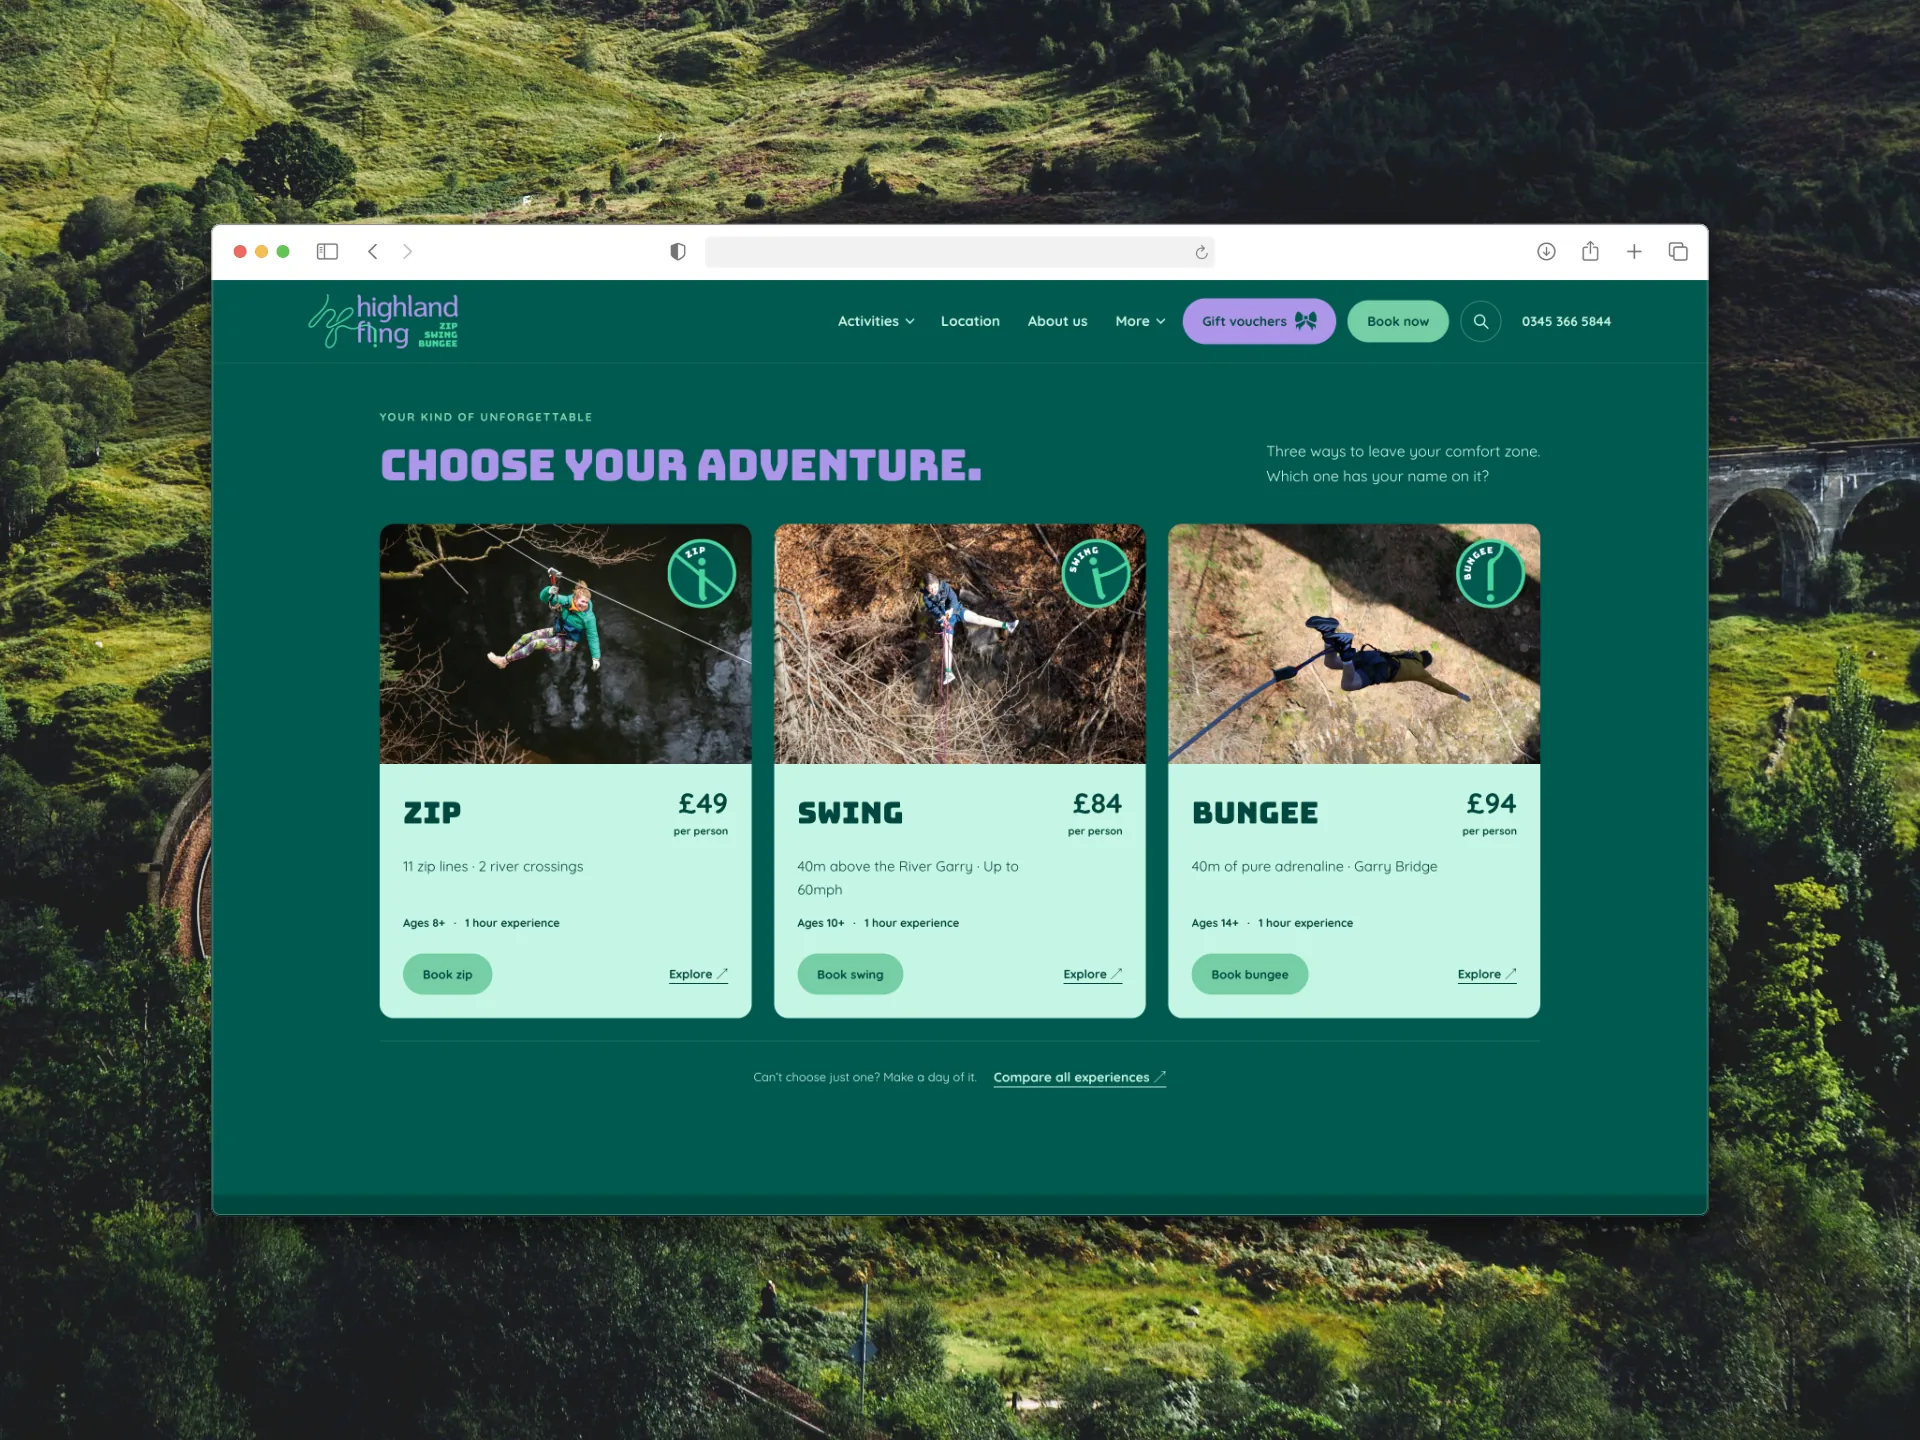 highland
fling
ZIP
SWING
BUNGEE
Activities
Location
About us
More
Gift vouchers
Book now
0345 366 5844
YOUR KIND OF UNFORGETTABLE
CHOOSE YOUR ADVENTURE.
Three ways to leave your comfort zone.
Which one has your name on it?
ZIP
SWING
BUNGEE
ZIP
£49
per person
11 zip lines · 2 river crossings
Ages 8+ · 1 hour experience
Book zip
Explore
SWING
£84
per person
40m above the River Garry · Up to
60mph
Ages 10+ · 1 hour experience
Book swing
Explore
BUNGEE
£94
per person
40m of pure adrenaline · Garry Bridge
Ages 14+ · 1 hour experience
Book bungee
Explore
Can't choose just one? Make a day of it.
Compare all experiences